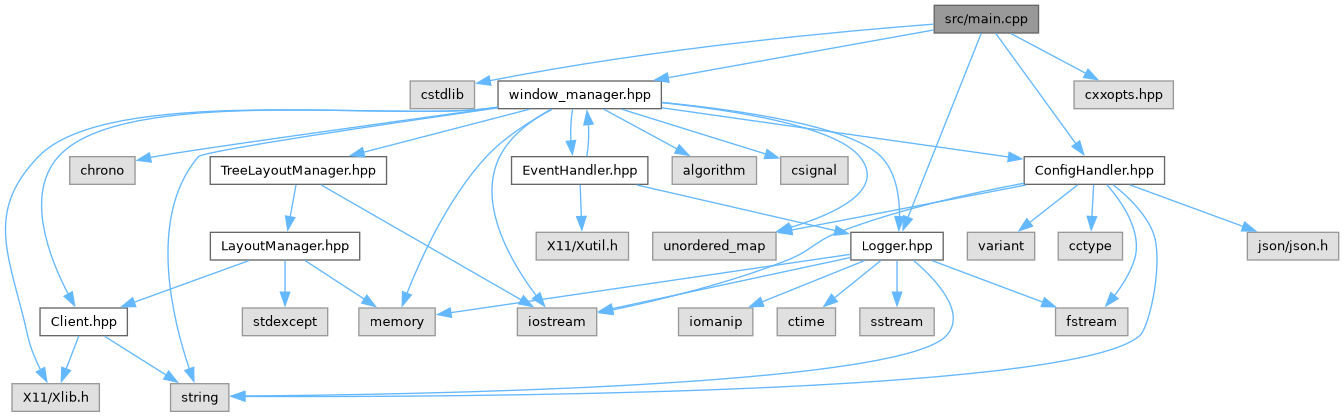 src/main.cpp
cstdlib
window_manager.hpp
cxxopts.hpp
chrono
TreeLayoutManager.hpp
EventHandler.hpp
algorithm
csignal
ConfigHandler.hpp
LayoutManager.hpp
X11/Xutil.h
unordered_map
Logger.hpp
variant
cctype
json/json.h
Client.hpp
stdexcept
memory
iostream
iomanip
ctime
sstream
fstream
X11/Xlib.h
string